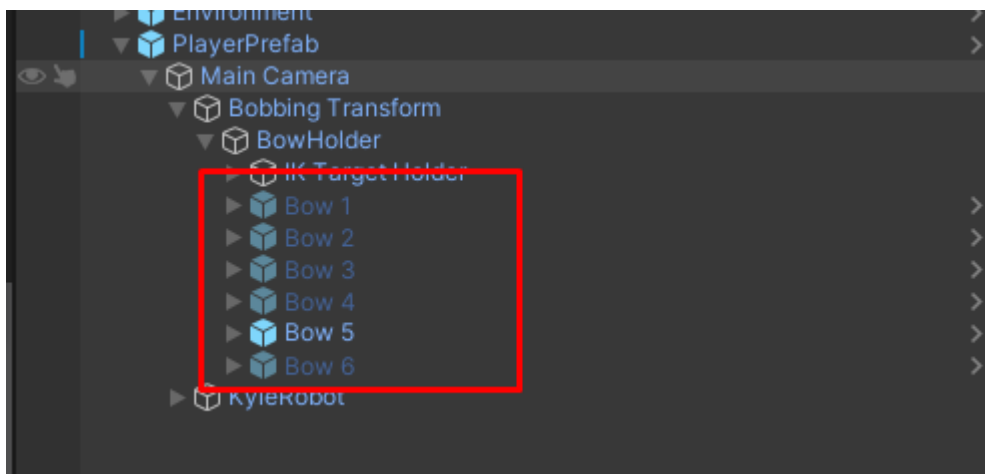 Environment
PlayerPrefab
Main Camera
Bobbing Transform
BowHolder
IK Target Holder
Bow 1
Bow 2
Bow 3
Bow 4
Bow 5
Bow 6
KyleRobot